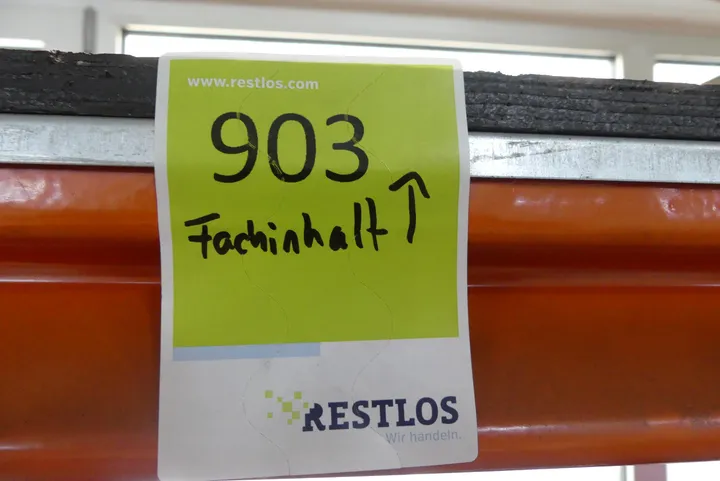 www.restlos.com
903
Fachinhalt ↑
RESTLOS
Wir handeln.